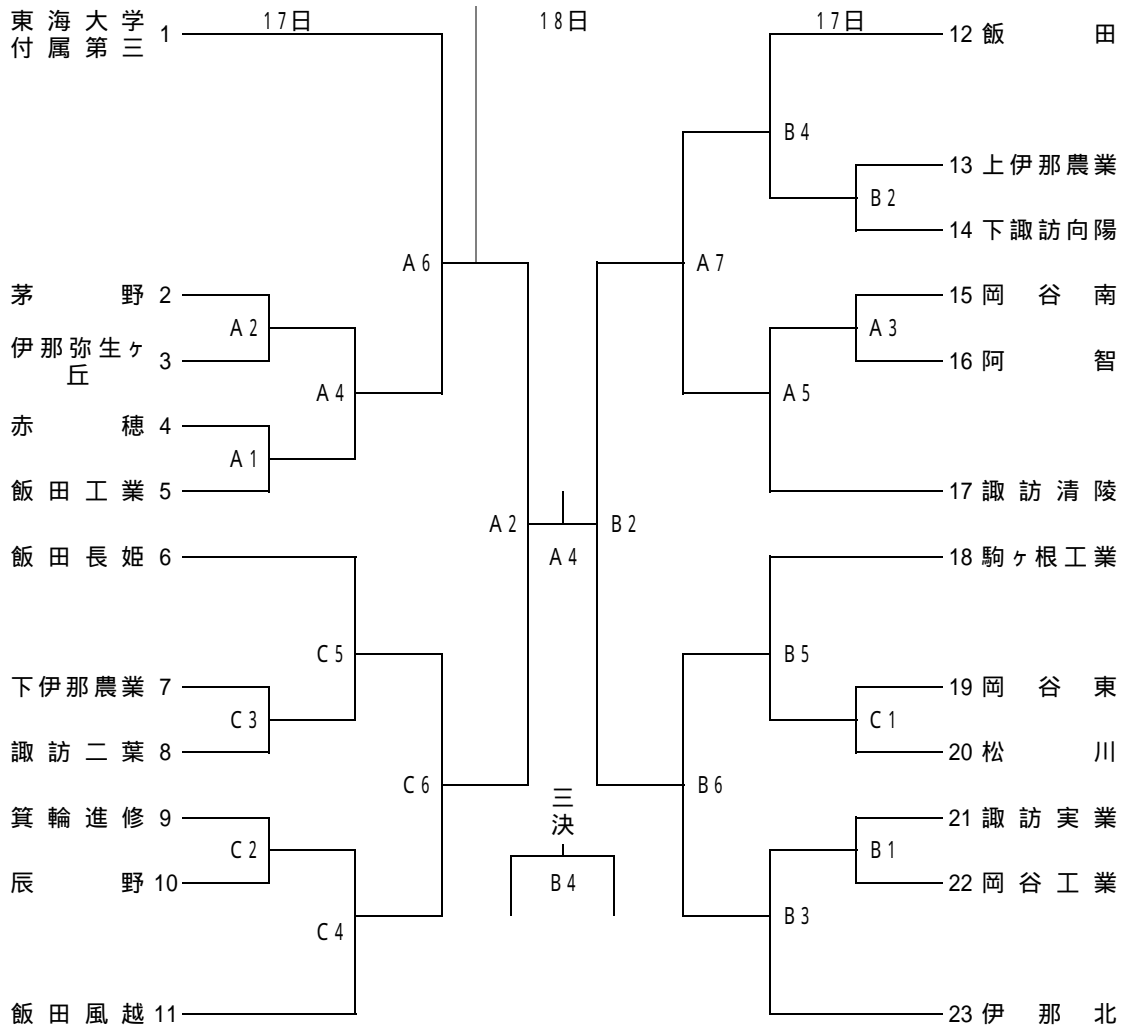 17日
18日
17日
東海大学
付属第三 1
A6
茅野 2
A2
伊那弥生ヶ
丘 3
A4
赤穂 4
A1
飯田工業 5
A2
飯田長姫 6
C5
下伊那農業 7
C3
諏訪二葉 8
C6
箕輪進修 9
C2
辰野 10
C4
飯田風越 11
A4
三
決
B4
12 飯田
B4
13 上伊那農業
B2
14 下諏訪向陽
A7
15 岡谷南
A3
16 阿智
A5
17 諏訪清陵
B2
18 駒ヶ根工業
B5
19 岡谷東
C1
20 松川
B6
21 諏訪実業
B1
22 岡谷工業
B3
23 伊那北